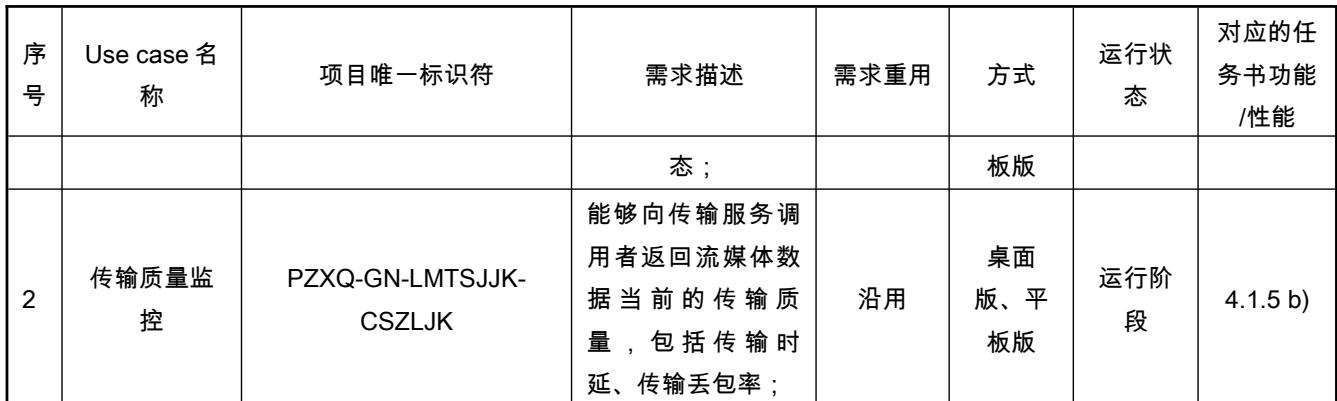 序号
Use case 名称
项目唯一标识符
需求描述
需求重用
方式
运行状态
对应的任务书功能/性能
态；
板版
2
传输质量监控
PZXQ-GN-LMTSJJK-
CSZLJK
能够向传输服务调
用者返回流媒体数
据当前的传输质
量，包括传输时
延、传输丢包率；
沿用
桌面
版、平
板版
运行阶
段
4.1.5 b)